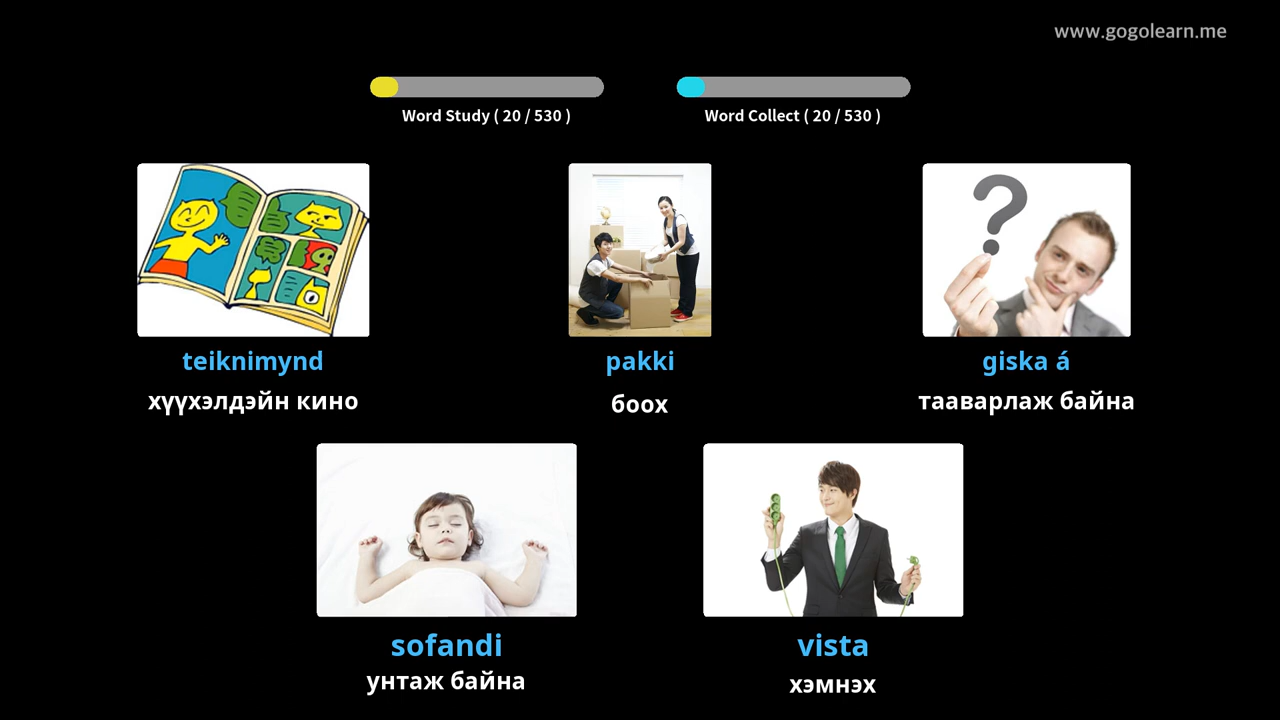 www.gogolearn.me
Word Study ( 20 / 530 )
Word Collect ( 20 / 530 )
teiknimynd
хүүхэлдэйн кино
pakki
боох
giska á
тааварлаж байна
sofandi
унтаж байна
vista
хэмнэх